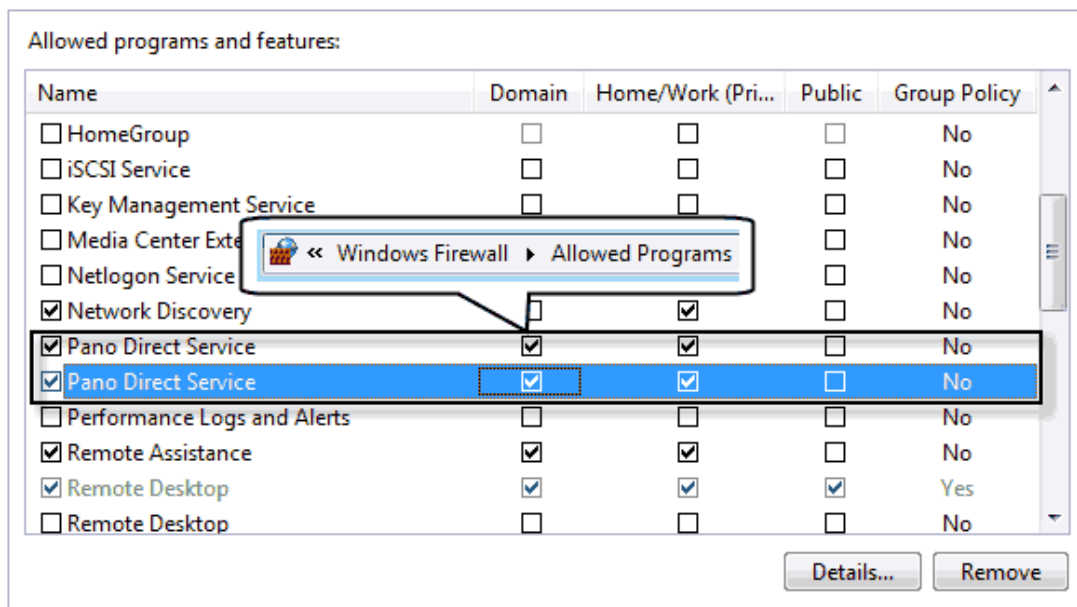 Allowed programs and features:
Name Domain Home/Work (Pri... Public Group Policy
HomeGroup No
iSCSI Service No
Key Management Service No
Media Center Exte No
« Windows Firewall ▸ Allowed Programs
Netlogon Service No
Network Discovery No
Pano Direct Service No
Pano Direct Service No
Performance Logs and Alerts No
Remote Assistance No
Remote Desktop Yes
Remote Desktop No
Details... Remove